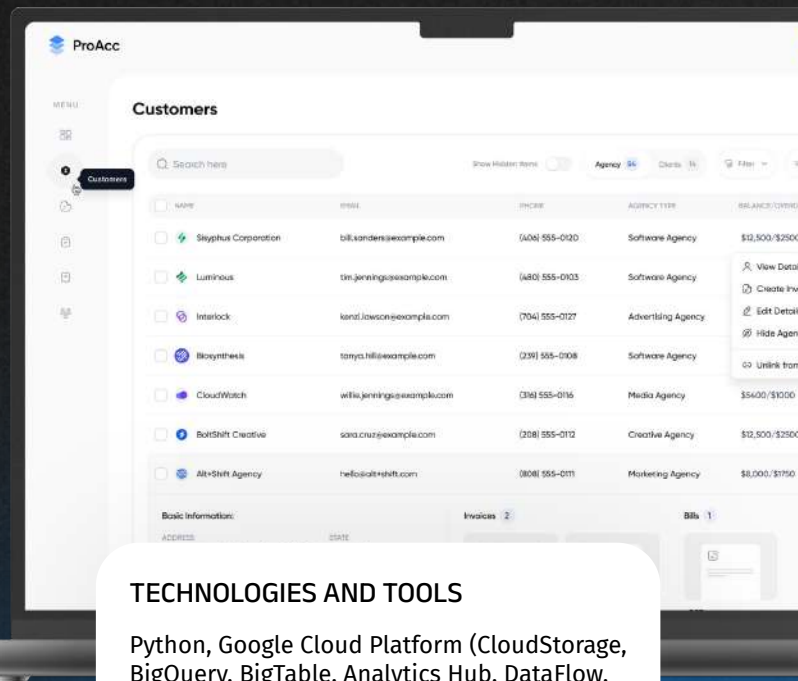 ProAcc
MENU
Customers
Customers
Search here
Show Hidden Items
Agency 54
Clients 14
Filter
NAME EMAIL PHONE AGENCY TYPE
Sisyphus Corporation bill.sanders@example.com (406) 555-0120 Software Agency $12,500/$2500
Luminous tim.jennings@example.com (480) 555-0103 Software Agency
View Detai
Create Inv
Interlock kenzi.lawson@example.com (704) 555-0127 Advertising Agency
Edit Detail
Hide Agen
Biosynthesis tanya.hill@example.com (239) 555-0108 Software Agency
Unlink from
CloudWatch willie.jennings@example.com (316) 555-0116 Media Agency $5400/$1000
BoltShift Creative sara.cruz@example.com (208) 555-0112 Creative Agency $12,500/$2500
Alt+Shift Agency hello@alt+shift.com (808) 555-0111 Marketing Agency $8,000/$1750
Basic Information: Invoices 2 Bills 1
ADDRESS STATE
TECHNOLOGIES AND TOOLS
Python, Google Cloud Platform (CloudStorage,
BigQuery, BigTable, Analytics Hub, DataFlow,